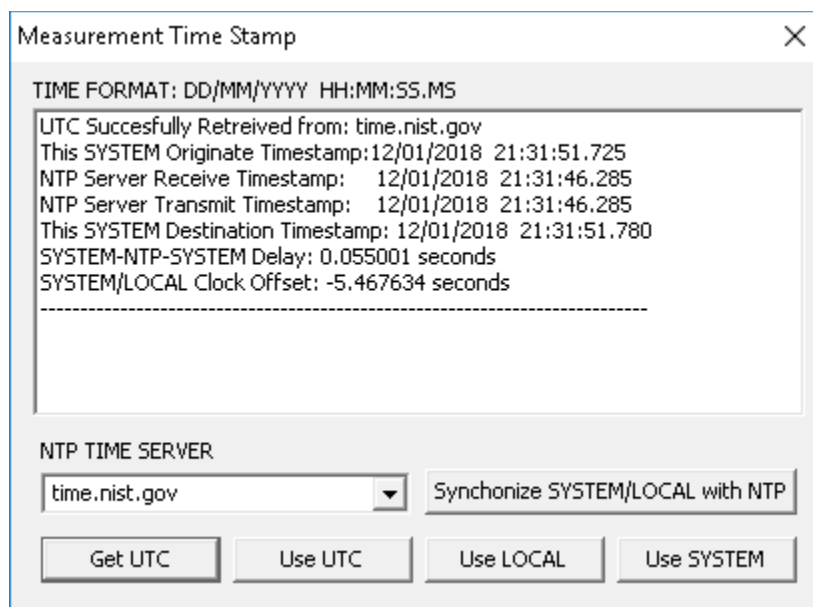 Measurement Time Stamp
TIME FORMAT: DD/MM/YYYY  HH:MM:SS.MS
UTC Succesfully Retreived from: time.nist.gov
This SYSTEM Originate Timestamp:12/01/2018  21:31:51.725
NTP Server Receive Timestamp:    12/01/2018  21:31:46.285
NTP Server Transmit Timestamp:   12/01/2018  21:31:46.285
This SYSTEM Destination Timestamp: 12/01/2018  21:31:51.780
SYSTEM-NTP-SYSTEM Delay: 0.055001 seconds
SYSTEM/LOCAL Clock Offset: -5.467634 seconds
----------------------------------------------------------------------------
NTP TIME SERVER
time.nist.gov
Synchonize SYSTEM/LOCAL with NTP
Get UTC
Use UTC
Use LOCAL
Use SYSTEM